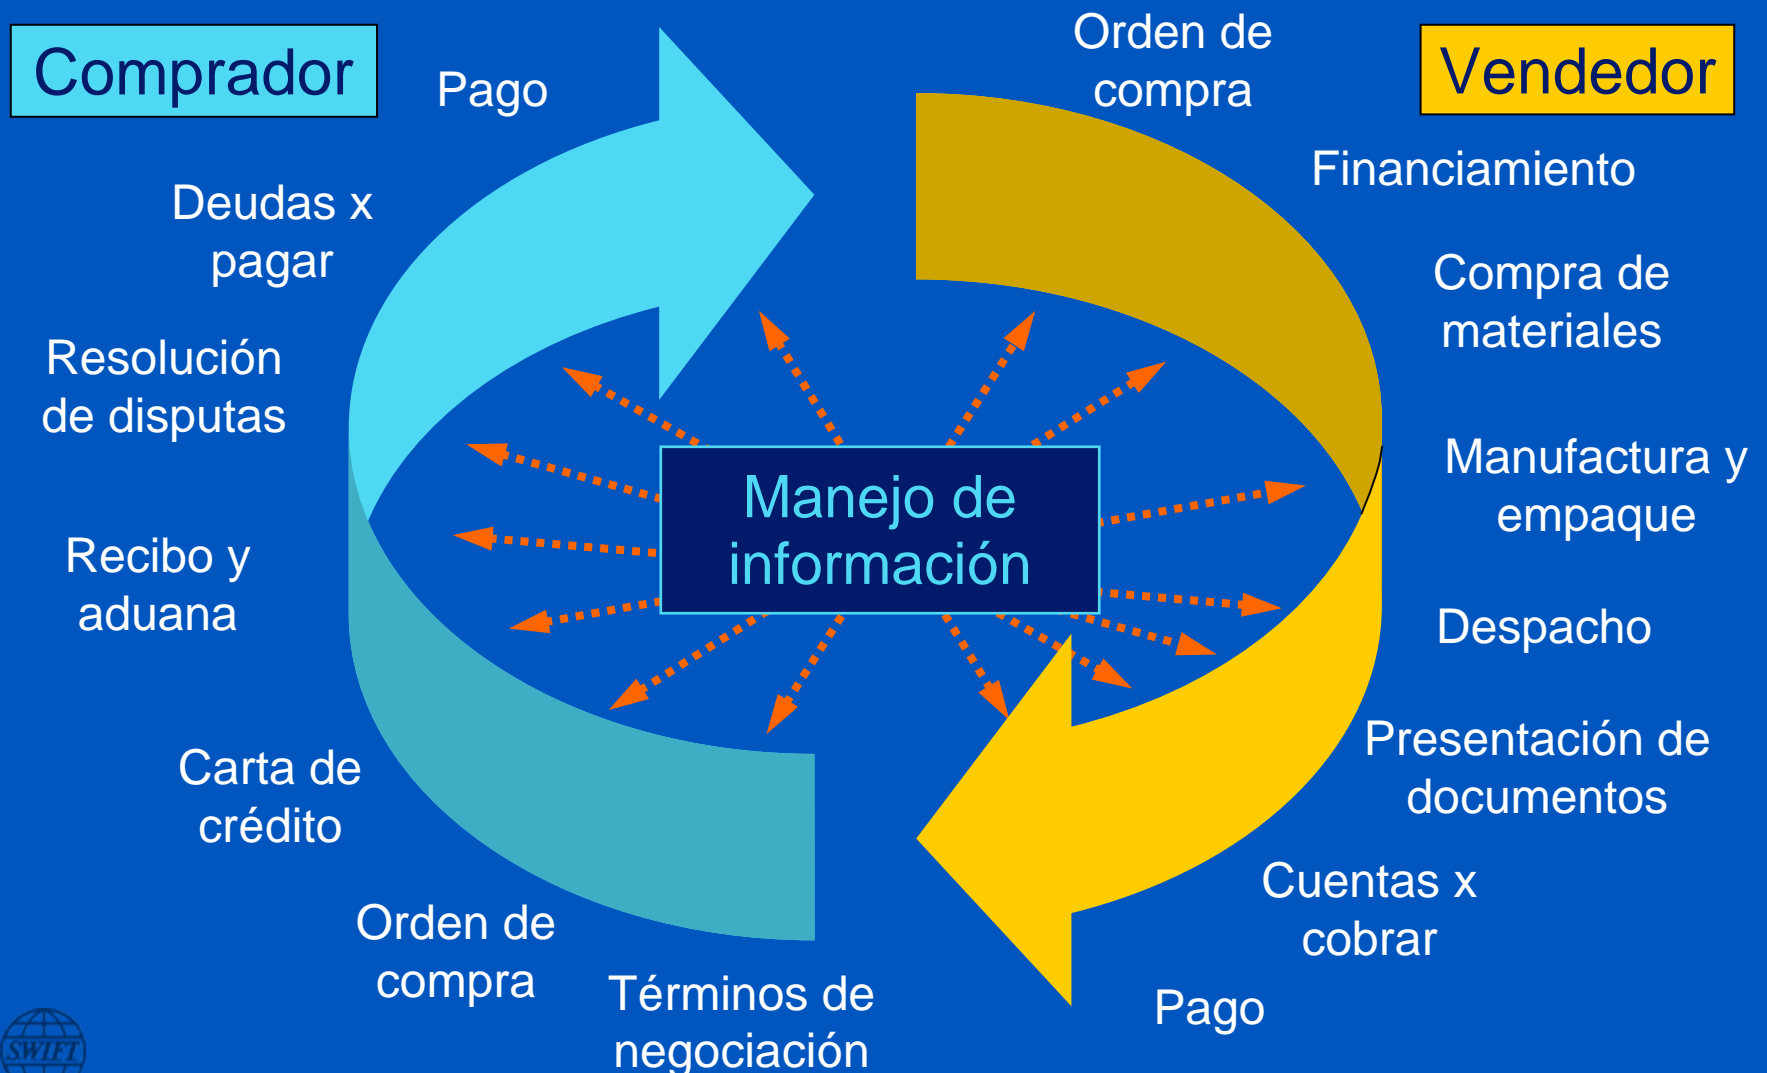 Comprador
Vendedor
Pago
Deudas x
pagar
Resolución
de disputas
Recibo y
aduana
Carta de
crédito
Orden de
compra
Términos de
negociación
Orden de
compra
Financiamiento
Compra de
materiales
Manufactura y
empaque
Despacho
Presentación de
documentos
Cuentas x
cobrar
Pago
Manejo de
información
SWIFT